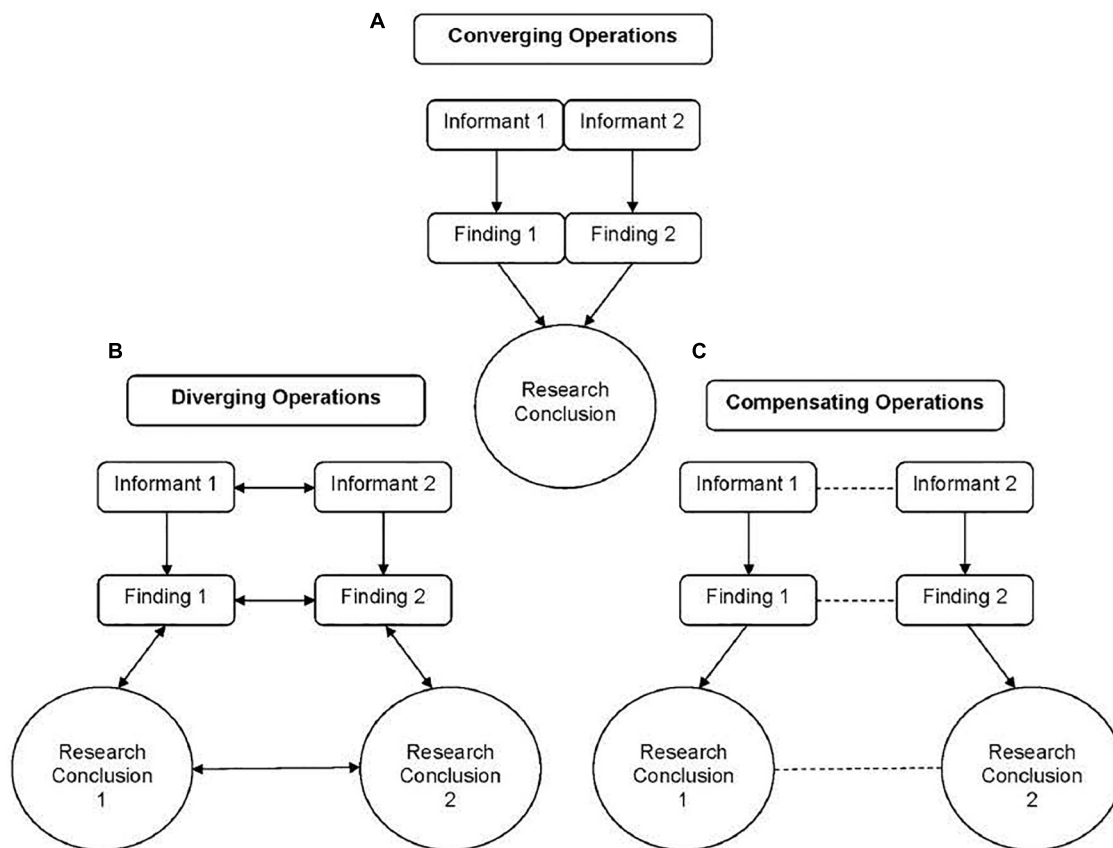 A
Converging Operations
Informant 1
Informant 2
Finding 1
Finding 2
Research
Conclusion
B
Diverging Operations
Informant 1
Informant 2
Finding 1
Finding 2
Research
Conclusion
1
Research
Conclusion
2
C
Compensating Operations
Informant 1
Informant 2
Finding 1
Finding 2
Research
Conclusion
1
Research
Conclusion
2